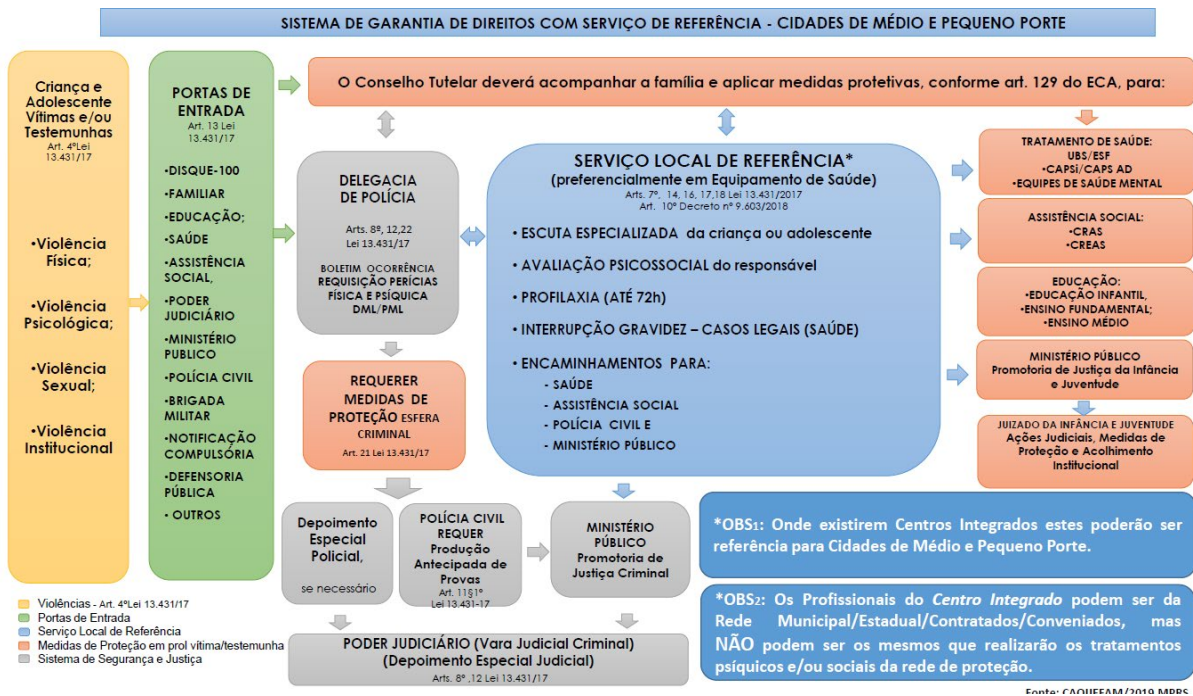 SISTEMA DE GARANTIA DE DIREITOS COM SERVIÇO DE REFERÊNCIA - CIDADES DE MÉDIO E PEQUENO PORTE
Criança e
Adolescente
Vítimas e/ou
Testemunhas
Art. 4ºLei
13.431/17
•Violência
Física;
•Violência
Psicológica;
•Violência
Sexual;
•Violência
Institucional
PORTAS DE
ENTRADA
Art. 13 Lei
13.431/17
•DISQUE-100
•FAMILIAR
•EDUCAÇÃO;
•SAÚDE
•ASSISTÊNCIA
SOCIAL,
•PODER
JUDICIÁRIO
•MINISTÉRIO
PUBLICO
•POLÍCIA CIVIL
•BRIGADA
MILITAR
•NOTIFICAÇÃO
COMPULSÓRIA
•DEFENSORIA
PÚBLICA
• OUTROS
O Conselho Tutelar deverá acompanhar a família e aplicar medidas protetivas, conforme art. 129 do ECA, para:
DELEGACIA
DE POLÍCIA
Arts. 8º, 12,22
Lei 13.431/17
BOLETIM OCORRÊNCIA
REQUISIÇÃO PERÍCIAS
FÍSICA E PSÍQUICA
DML/PML
REQUERER
MEDIDAS DE
PROTEÇÃO ESFERA
CRIMINAL
Art. 21 Lei 13.431/17
Depoimento
Especial
Policial,
se necessário
POLÍCIA CIVIL
REQUER
Produção
Antecipada de
Provas
Art. 11§1º
Lei 13.431-17
SERVIÇO LOCAL DE REFERÊNCIA*
(preferencialmente em Equipamento de Saúde)
Arts. 7º, 14, 16, 17,18 Lei 13.431/2017
Art. 10º Decreto nº 9.603/2018
• ESCUTA ESPECIALIZADA da criança ou adolescente
• AVALIAÇÃO PSICOSSOCIAL do responsável
• PROFILAXIA (ATÉ 72h)
• INTERRUPÇÃO GRAVIDEZ – CASOS LEGAIS (SAÚDE)
• ENCAMINHAMENTOS PARA:
- SAÚDE
- ASSISTÊNCIA SOCIAL
- POLÍCIA CIVIL E
- MINISTÉRIO PÚBLICO
MINISTÉRIO
PÚBLICO
Promotoria de
Justiça Criminal
PODER JUDICIÁRIO (Vara Judicial Criminal)
(Depoimento Especial Judicial)
Arts. 8º ,12 Lei 13.431/17
TRATAMENTO DE SAÚDE:
UBS/ESF
•CAPSi/CAPS AD
•EQUIPES DE SAÚDE MENTAL
ASSISTÊNCIA SOCIAL:
•CRAS
•CREAS
EDUCAÇÃO:
•EDUCAÇÃO INFANTIL,
•ENSINO FUNDAMENTAL;
•ENSINO MÉDIO
MINISTÉRIO PÚBLICO
Promotoria de Justiça da Infância
e Juventude
JUIZADO DA INFÂNCIA E JUVENTUDE
Ações Judiciais, Medidas de
Proteção e Acolhimento
Institucional
*OBS1: Onde existirem Centros Integrados estes poderão ser
referência para Cidades de Médio e Pequeno Porte.
*OBS2: Os Profissionais do Centro Integrado podem ser da
Rede Municipal/Estadual/Contratados/Conveniados, mas
NÃO podem ser os mesmos que realizarão os tratamentos
psíquicos e/ou sociais da rede de proteção.
Violências - Art. 4ºLei 13.431/17
Portas de Entrada
Serviço Local de Referência
Medidas de Proteção em prol vítima/testemunha
Sistema de Segurança e Justiça
Fonte: CAOIJEFAM/2019 MPRS